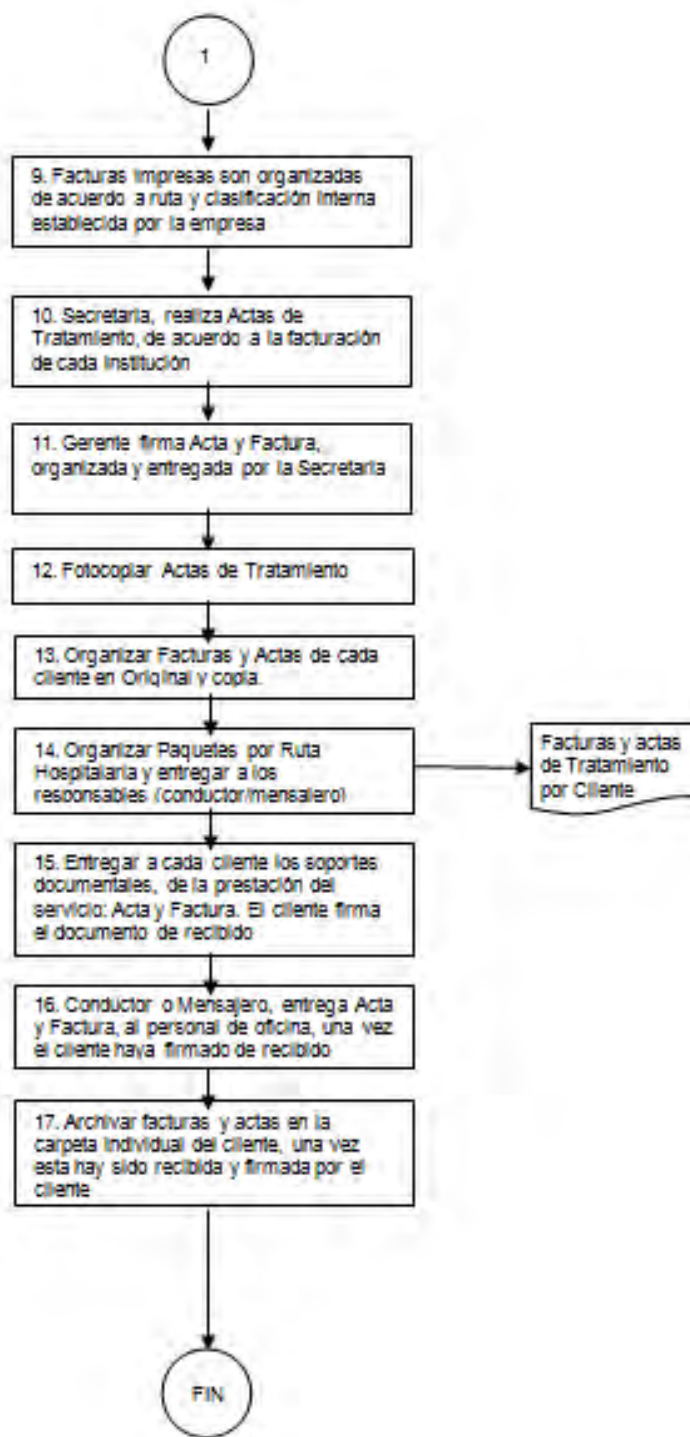 1
9. Facturas impresas son organizadas
de acuerdo a ruta y clasificación interna
establecida por la empresa
10. Secretaria, realiza Actas de
Tratamiento, de acuerdo a la facturación
de cada institución
11. Gerente firma Acta y Factura,
organizada y entregada por la Secretaria
12. Fotocopiar Actas de Tratamiento
13. Organizar Facturas y Actas de cada
cliente en Original y copia.
14. Organizar Paquetes por Ruta
Hospitalaria y entregar a los
responsables (conductor/mensajero)
Facturas y actas
de Tratamiento
por Cliente
15. Entregar a cada cliente los soportes
documentales, de la prestación del
servicio: Acta y Factura. El cliente firma
el documento de recibido
16. Conductor o Mensajero, entrega Acta
y Factura, al personal de oficina, una vez
el cliente haya firmado de recibido
17. Archivar facturas y actas en la
carpeta individual del cliente, una vez
esta hay sido recibida y firmada por el
cliente
FIN